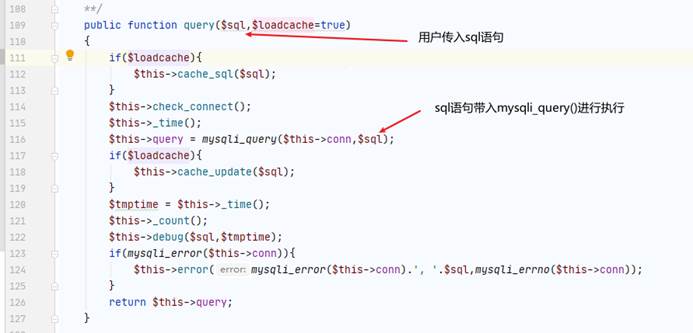 108 **/
109 public function query($sql,$loadcache=true)
用户传入sql语句
110 {
111 if($loadcache){
112 $this->cache_sql($sql);
113 }
114 $this->check_connect();
sql语句带入mysqli_query()进行执行
115 $this->_time();
116 $this->query = mysqli_query($this->conn,$sql);
117 if($loadcache){
118 $this->cache_update($sql);
119 }
120 $tmptime = $this->_time();
121 $this->_count();
122 $this->debug($sql,$tmptime);
123 if(mysqli_error($this->conn)){
124 $this->error( error: mysqli_error($this->conn).', '.$sql,mysqli_errno($this->conn));
125 }
126 return $this->query;
127 }